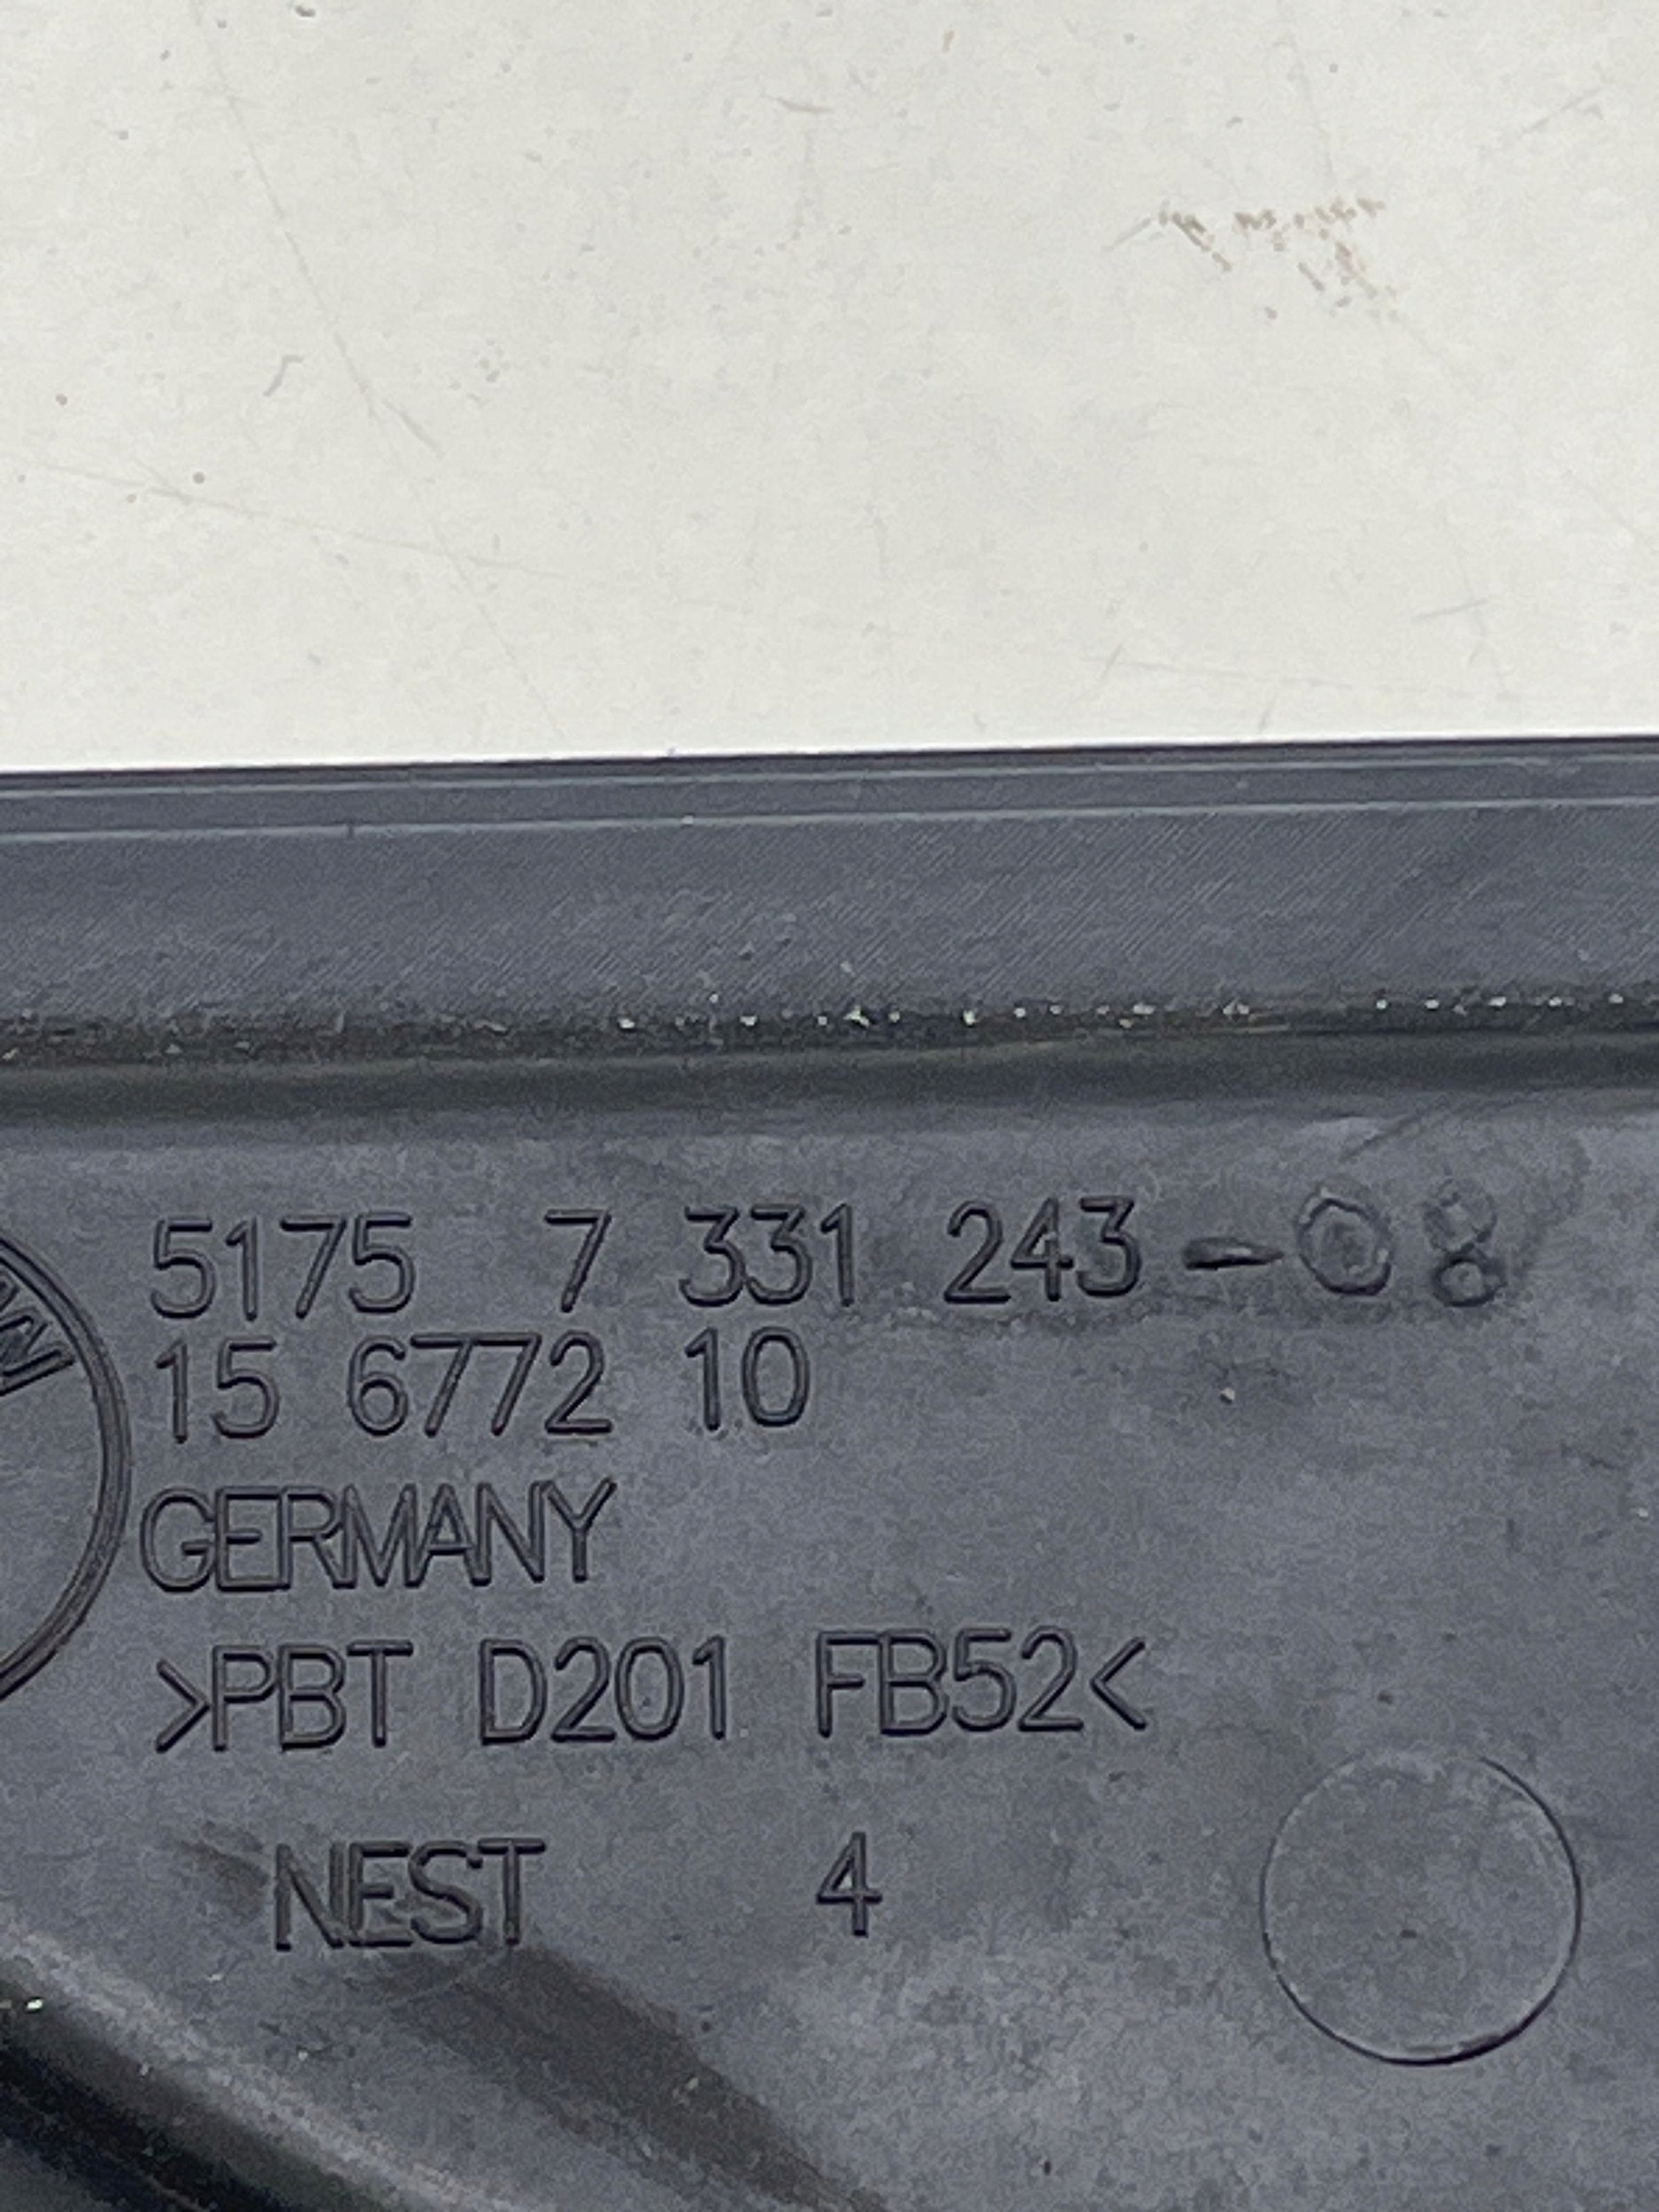 5175 7 331 243-08
15 6772 10
GERMANY
>PBT D201 FB52<
NEST 4